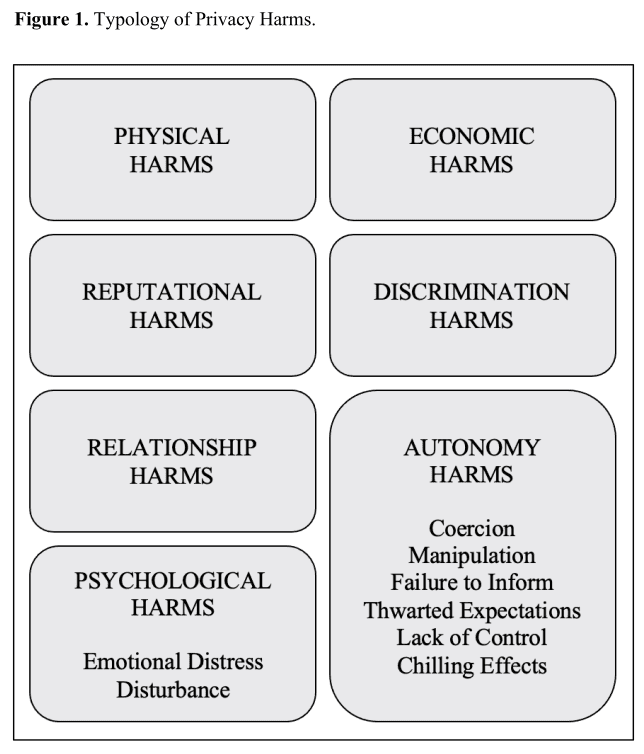 Figure 1. Typology of Privacy Harms.
PHYSICAL
HARMS
ECONOMIC
HARMS
REPUTATIONAL
HARMS
DISCRIMINATION
HARMS
RELATIONSHIP
HARMS
AUTONOMY
HARMS
Coercion
Manipulation
Failure to Inform
Thwarted Expectations
Lack of Control
Chilling Effects
PSYCHOLOGICAL
HARMS
Emotional Distress
Disturbance